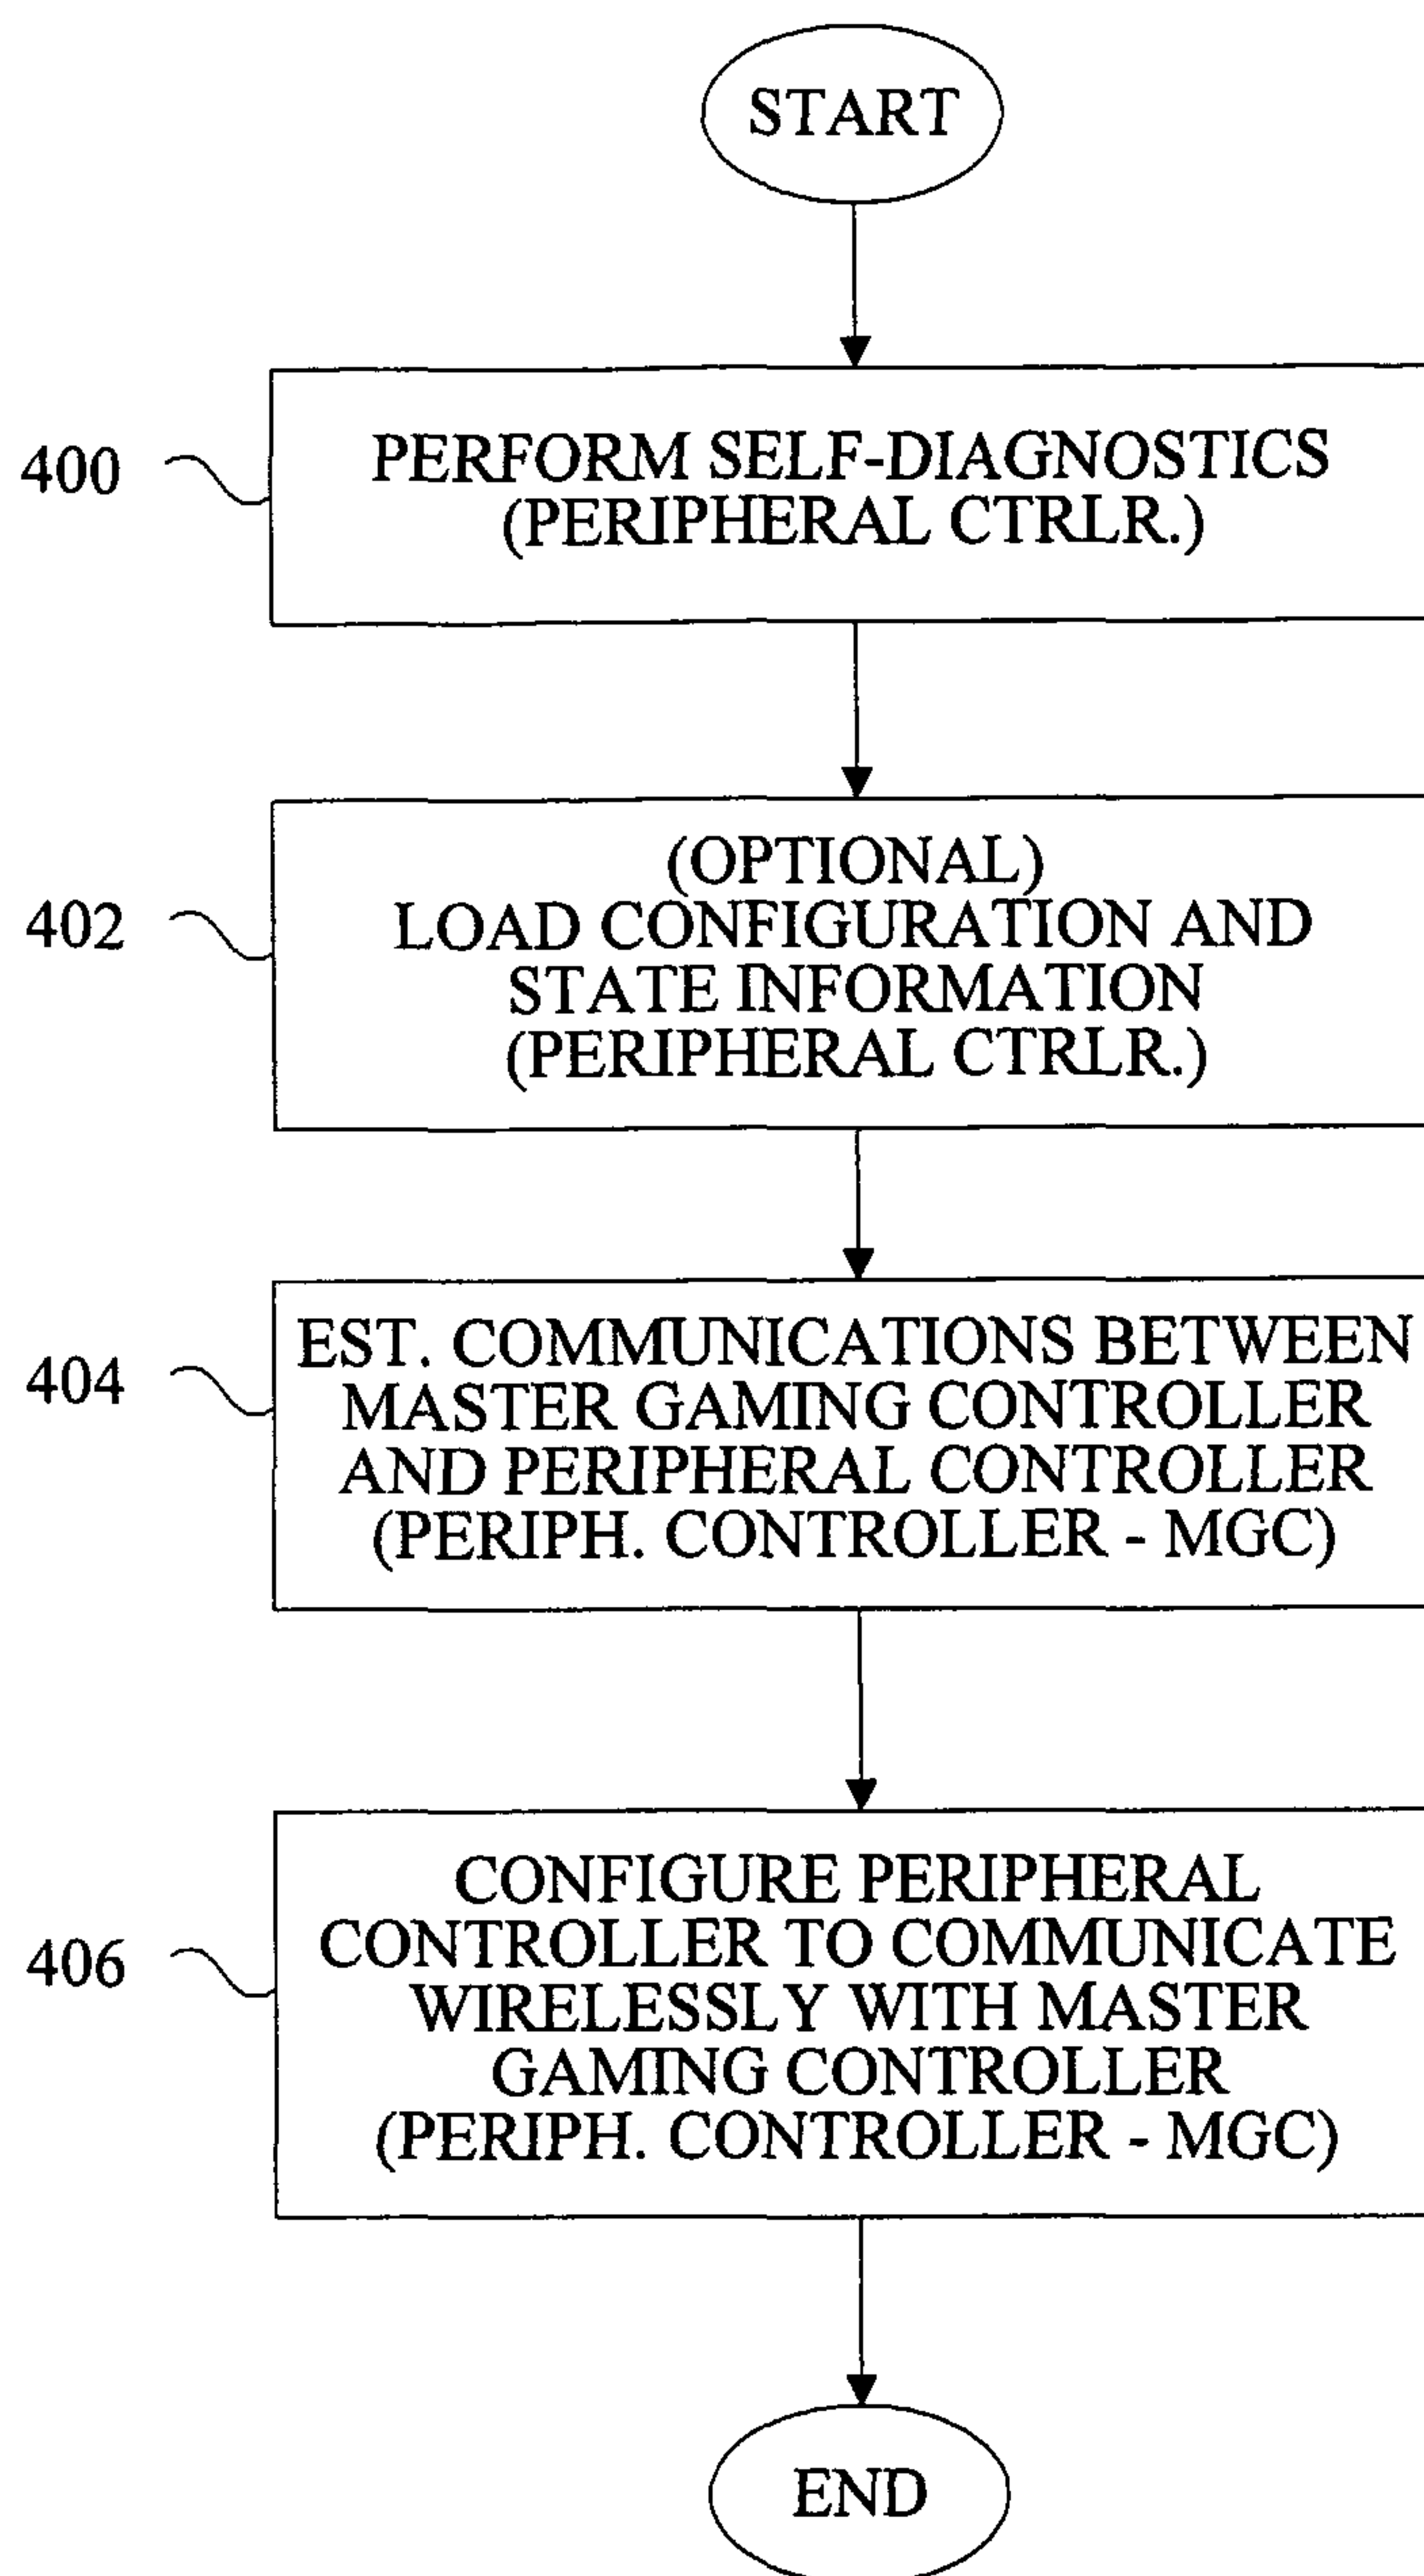 START
400
PERFORM SELF-DIAGNOSTICS
(PERIPHERAL CTRLR.)
402
(OPTIONAL)
LOAD CONFIGURATION AND
STATE INFORMATION
(PERIPHERAL CTRLR.)
404
EST. COMMUNICATIONS BETWEEN
MASTER GAMING CONTROLLER
AND PERIPHERAL CONTROLLER
(PERIPH. CONTROLLER - MGC)
406
CONFIGURE PERIPHERAL
CONTROLLER TO COMMUNICATE
WIRELESSLY WITH MASTER
GAMING CONTROLLER
(PERIPH. CONTROLLER - MGC)
END